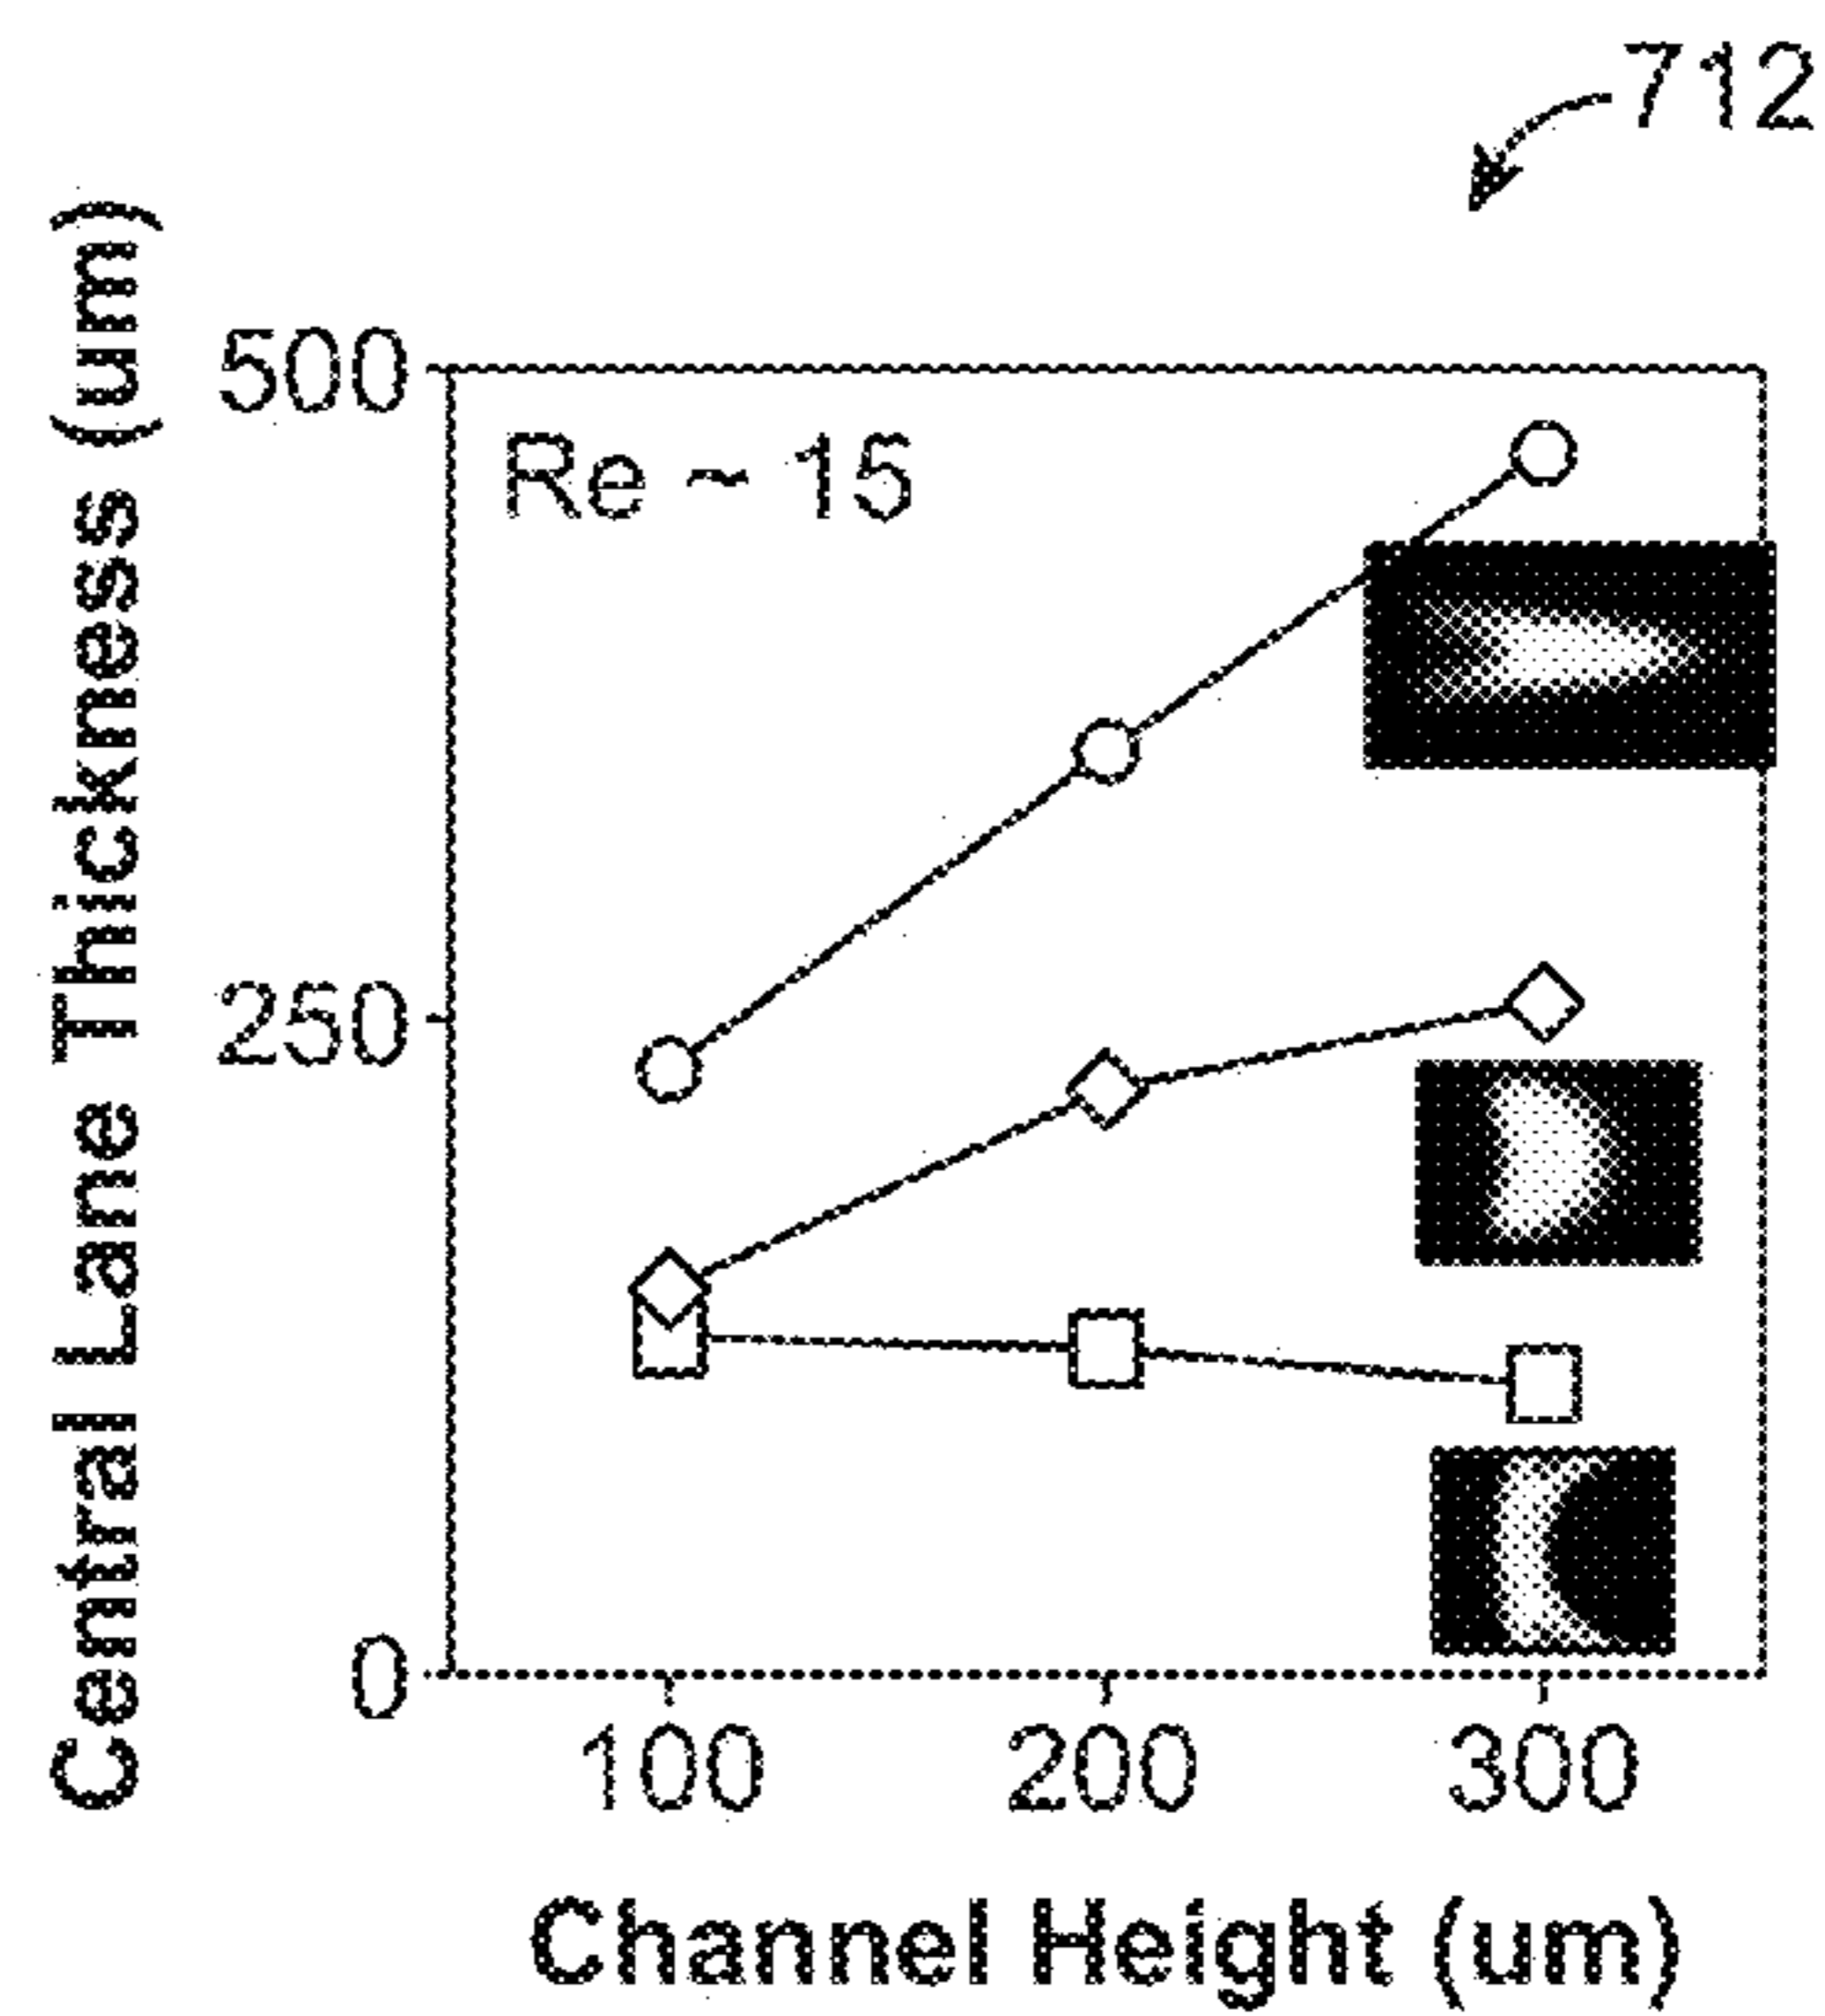 712
Central Lane Thickness (um)
500
Re ~ 15
250
0
100 200 300
Channel Height (um)